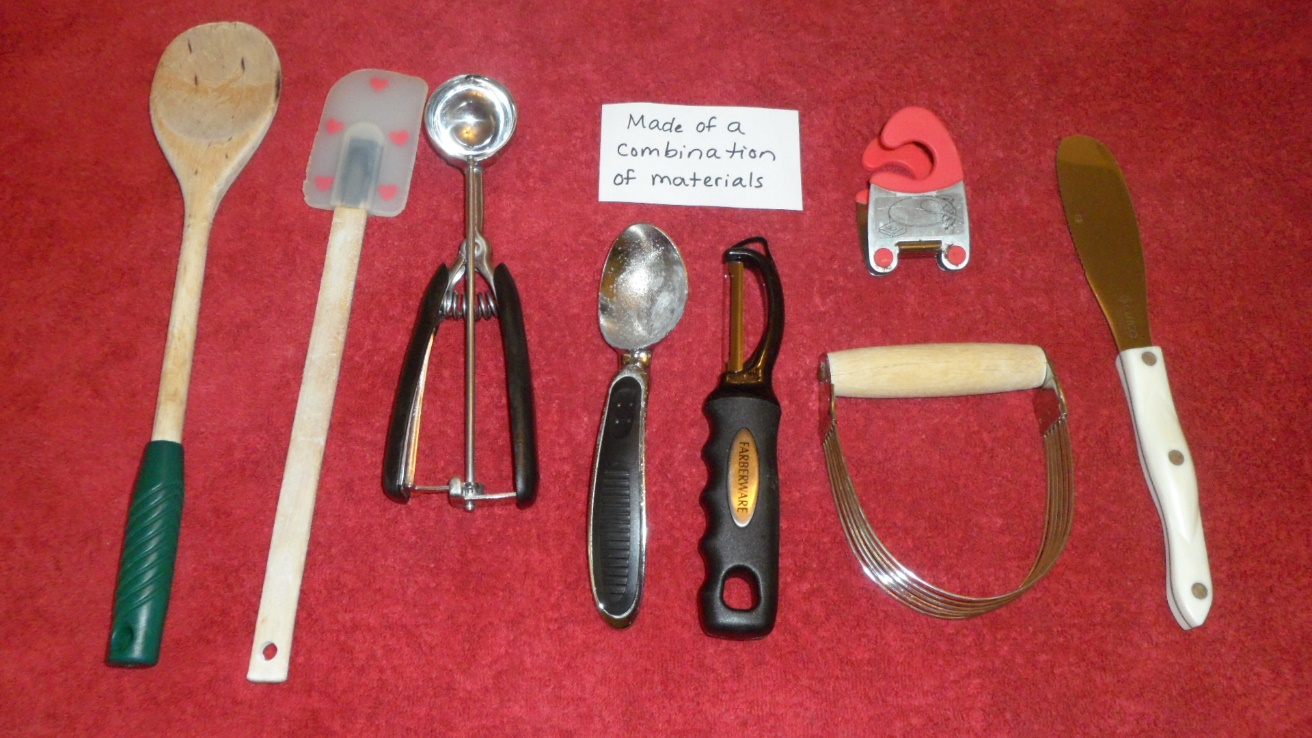 Made of a
combination
of materials
FARBERWARE